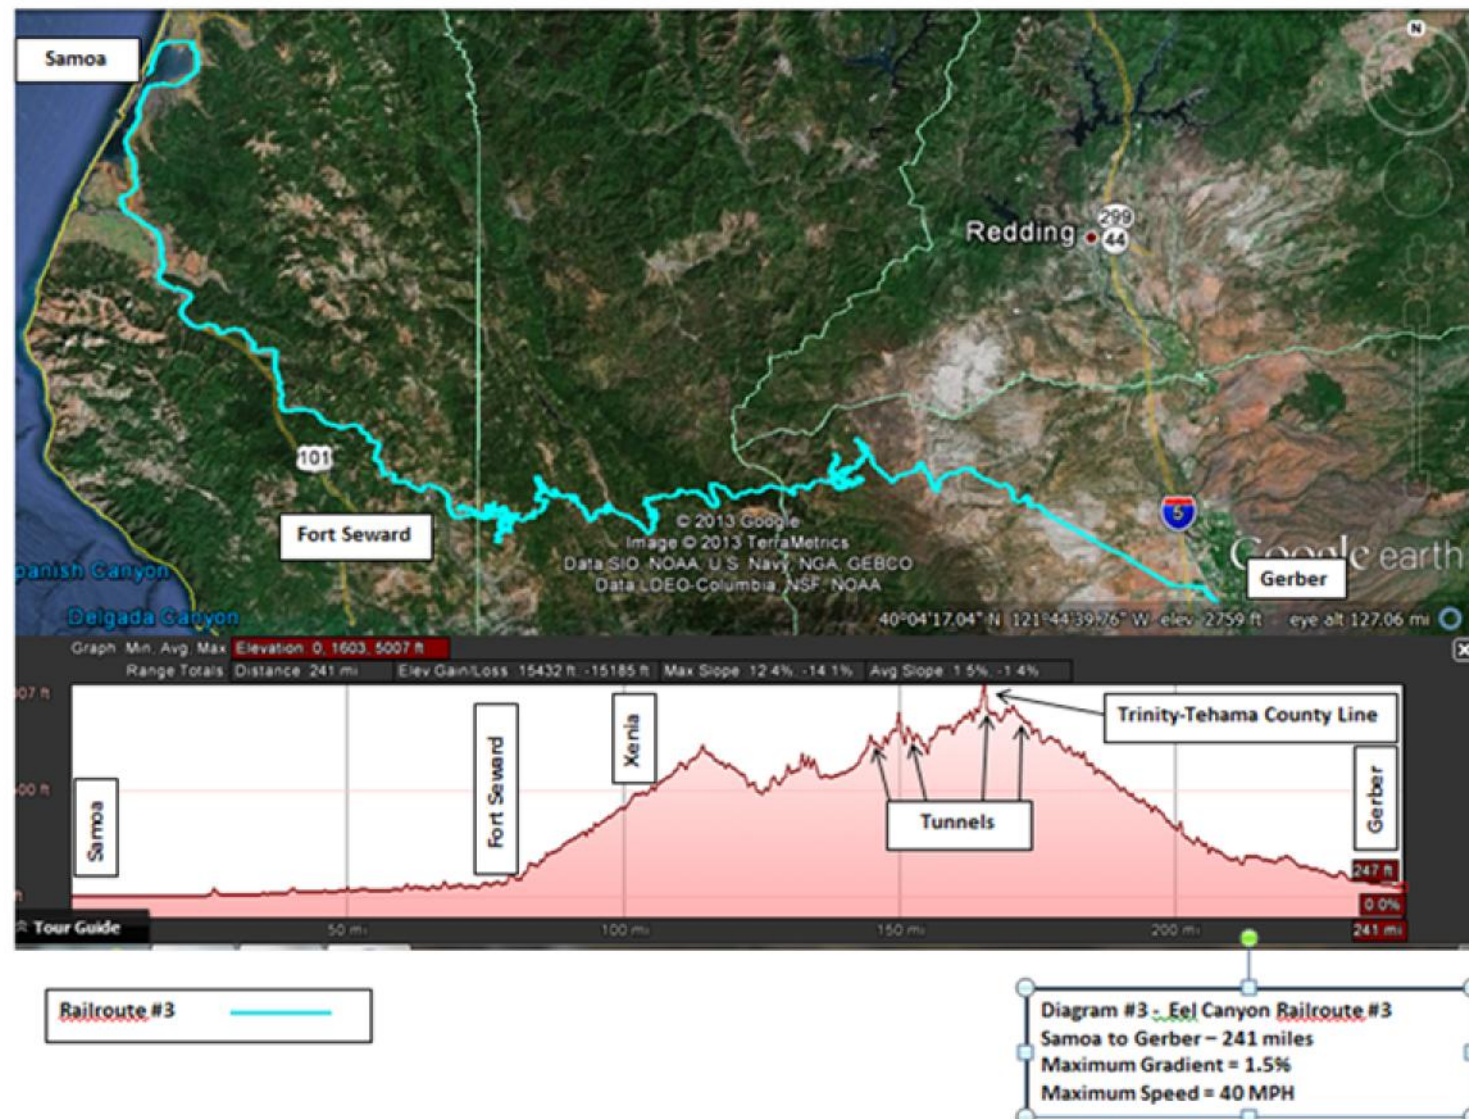 N
Samoa
299
Redding
44
101
5
Fort Seward
© 2013 Google
Image © 2013 TerraMetrics
Google earth
Data SIO, NOAA, U.S. Navy, NGA, GEBCO
Data LDEO-Columbia, NSF, NOAA
Gerber
panish Canyon
Delgada Canyon
40°04'17.04" N 121°44'39.76" W elev 2759 ft eye alt 127.06 mi
Graph: Min, Avg, Max Elevation: 0, 1603, 5007 ft
Range Totals: Distance: 241 mi Elev Gain/Loss: 15432 ft, -15185 ft Max Slope: 12.4%, -14.1% Avg Slope: 1.5%, -1.4%
07 ft
Trinity-Tehama County Line
Xenia
Fort Seward
00 ft
Samoa
Gerber
Tunnels
247 ft
ft
0.0%
Tour Guide
50 mi
100 mi
150 mi
200 mi
241 mi
Railroute #3
Diagram #3 - Eel Canyon Railroute #3
Samoa to Gerber – 241 miles
Maximum Gradient = 1.5%
Maximum Speed = 40 MPH